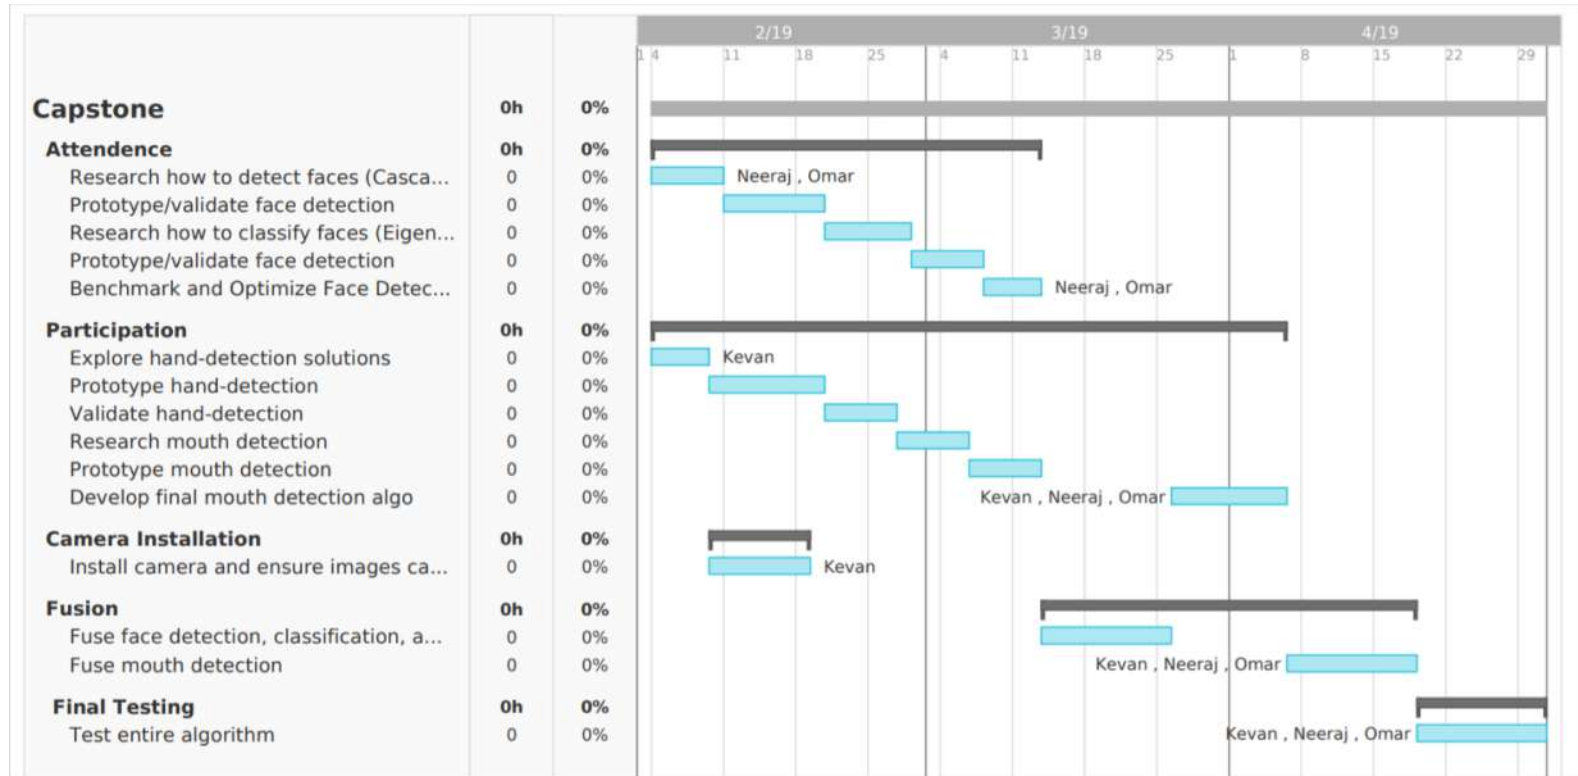 2/19 3/19 4/19
1 4 11 18 25 4 11 18 25 1 8 15 22 29
Capstone 0h 0%
Attendence 0h 0%
Research how to detect faces (Casca... 0 0% Neeraj , Omar
Prototype/validate face detection 0 0%
Research how to classify faces (Eigen... 0 0%
Prototype/validate face detection 0 0%
Benchmark and Optimize Face Detec... 0 0% Neeraj , Omar
Participation 0h 0%
Explore hand-detection solutions 0 0% Kevan
Prototype hand-detection 0 0%
Validate hand-detection 0 0%
Research mouth detection 0 0%
Prototype mouth detection 0 0%
Develop final mouth detection algo 0 0% Kevan , Neeraj , Omar
Camera Installation 0h 0%
Install camera and ensure images ca... 0 0% Kevan
Fusion 0h 0%
Fuse face detection, classification, a... 0 0%
Fuse mouth detection 0 0% Kevan , Neeraj , Omar
Final Testing 0h 0%
Test entire algorithm 0 0% Kevan , Neeraj , Omar